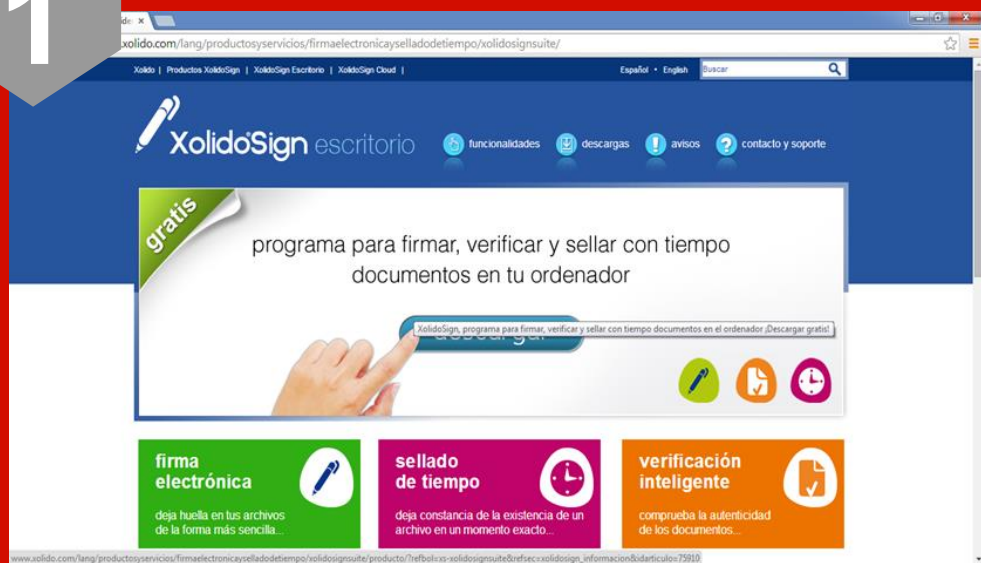 1
xolido.com/lang/productosyservicios/firmaelectronicayselladodetiempo/xolidosignsuite/
Xolido | Productos XolidoSign | XolidoSign Escritorio | XolidoSign Cloud |
Español • English
Buscar
XolidoSign escritorio
funcionalidades
descargas
avisos
contacto y soporte
gratis
programa para firmar, verificar y sellar con tiempo
documentos en tu ordenador
XolidoSign, programa para firmar, verificar y sellar con tiempo documentos en el ordenador ¡Descargar gratis!
firma
electrónica
deja huella en tus archivos
de la forma más sencilla...
sellado
de tiempo
deja constancia de la existencia de un
archivo en un momento exacto...
verificación
inteligente
comprueba la autenticidad
de los documentos...
www.xolido.com/lang/productosyservicios/firmaelectronicayselladodetiempo/xolidosignsuite/producto/?refbol=xs-xolidosignsuite&refsec=xolidosign_informacion&idarticulo=75910